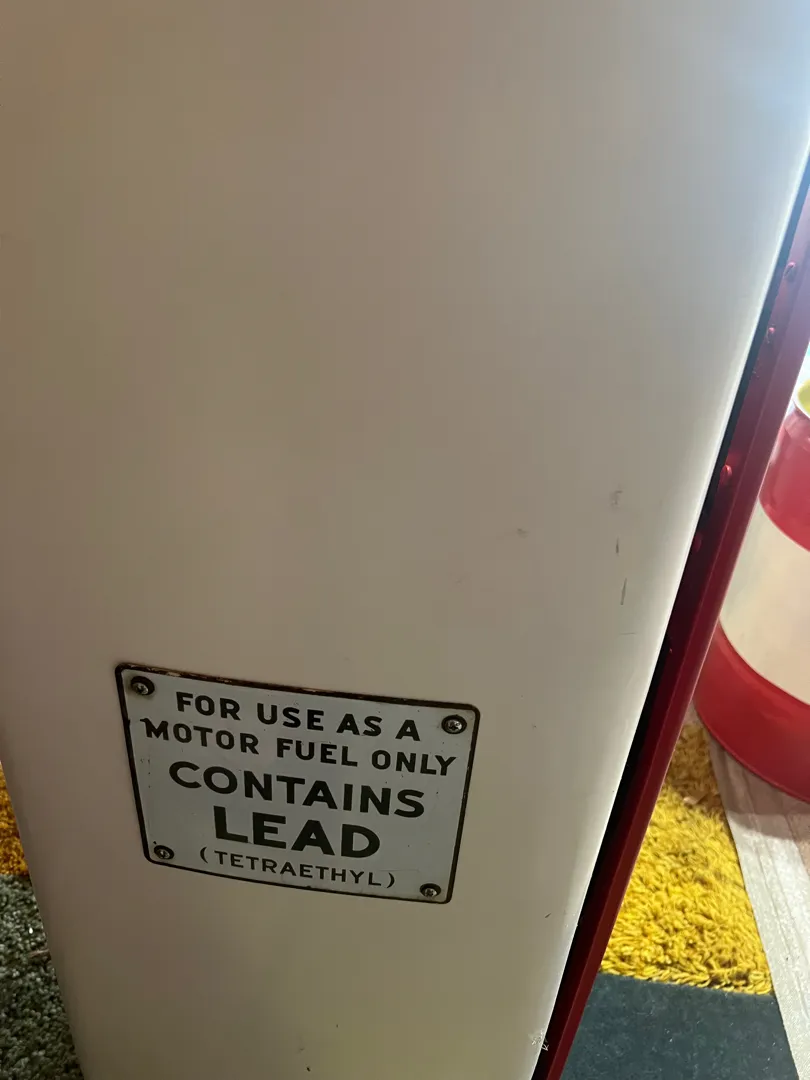 FOR USE AS A
MOTOR FUEL ONLY
CONTAINS
LEAD
(TETRAETHYL)